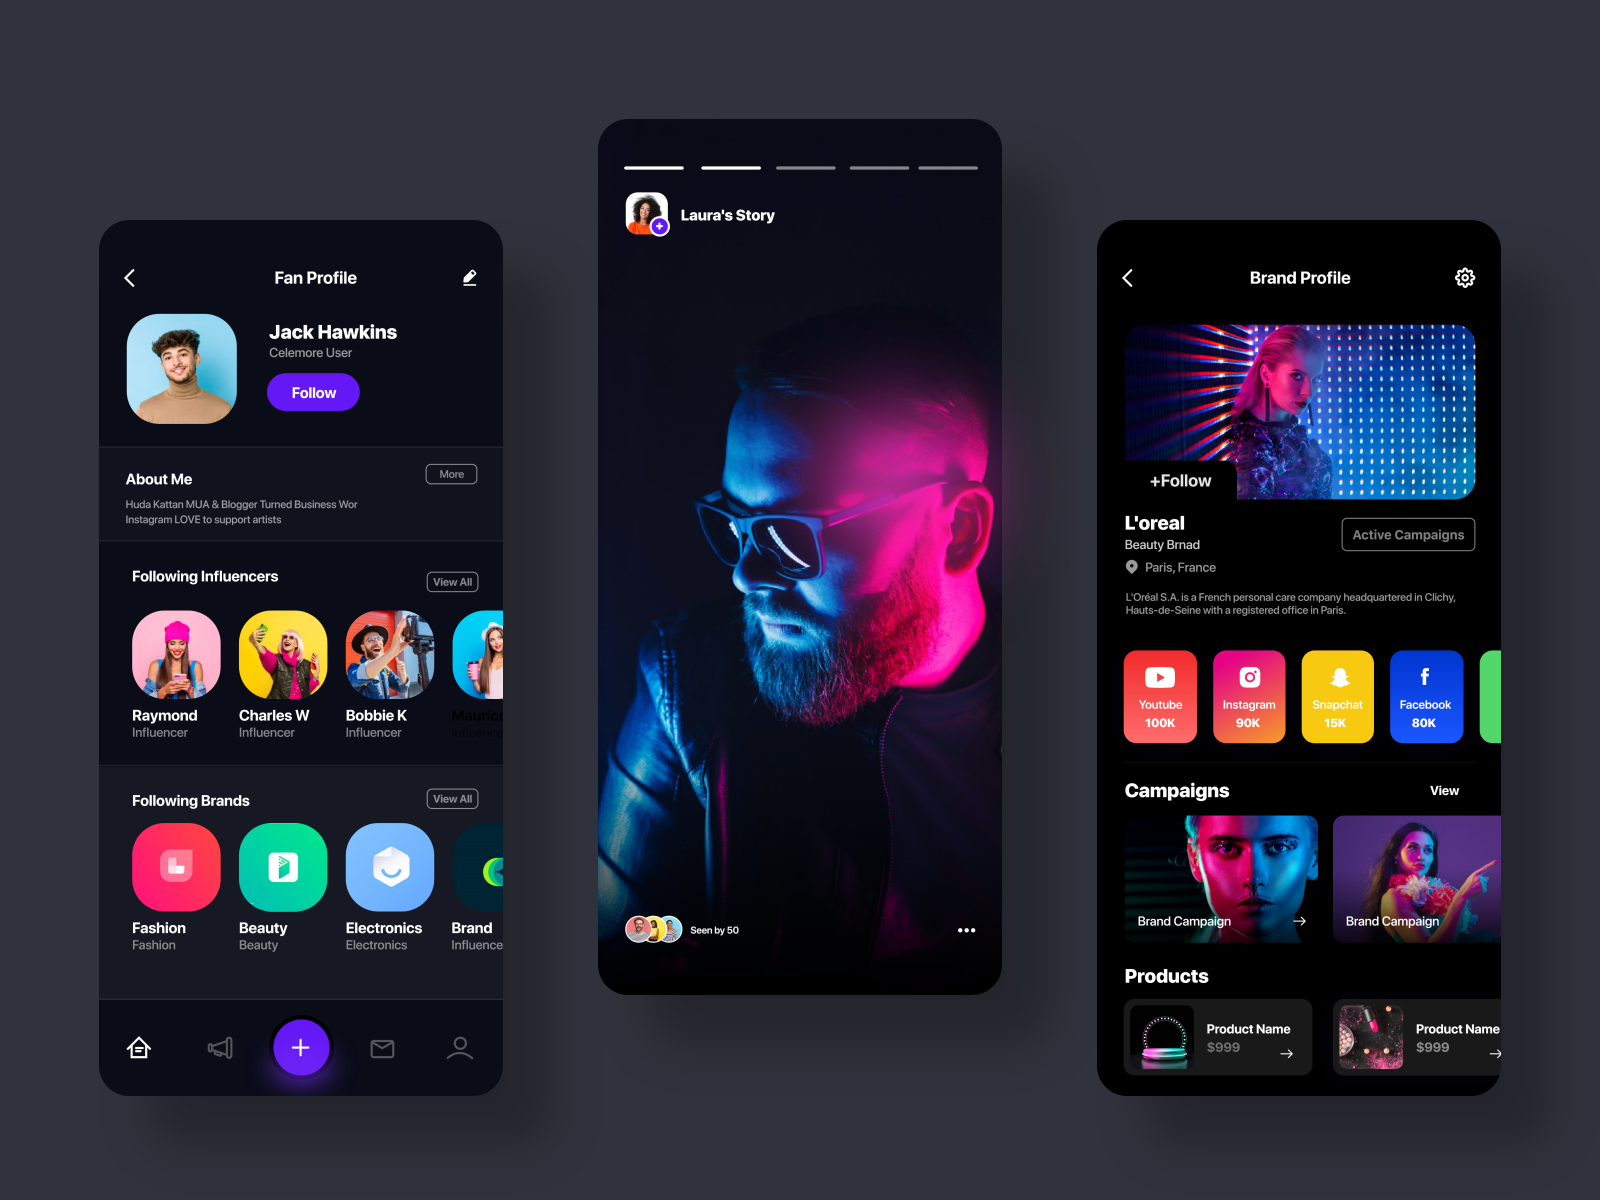 Fan Profile
Jack Hawkins
Celemore User
Follow
About Me
More
Huda Kattan MUA & Blogger Turned Business Wor
Instagram LOVE to support artists
Following Influencers
View All
Raymond
Influencer
Charles W
Influencer
Bobbie K
Influencer
Maurice
Influence
Following Brands
View All
Fashion
Fashion
Beauty
Beauty
Electronics
Electronics
Brand
Influence
Laura's Story
Seen by 50
Brand Profile
+Follow
L'oreal
Beauty Brnad
Paris, France
Active Campaigns
L'Oréal S.A. is a French personal care company headquartered in Clichy,
Hauts-de-Seine with a registered office in Paris.
Youtube
100K
Instagram
90K
Snapchat
15K
Facebook
80K
Campaigns
View
Brand Campaign
Brand Campaign
Products
Product Name
$999
Product Name
$999